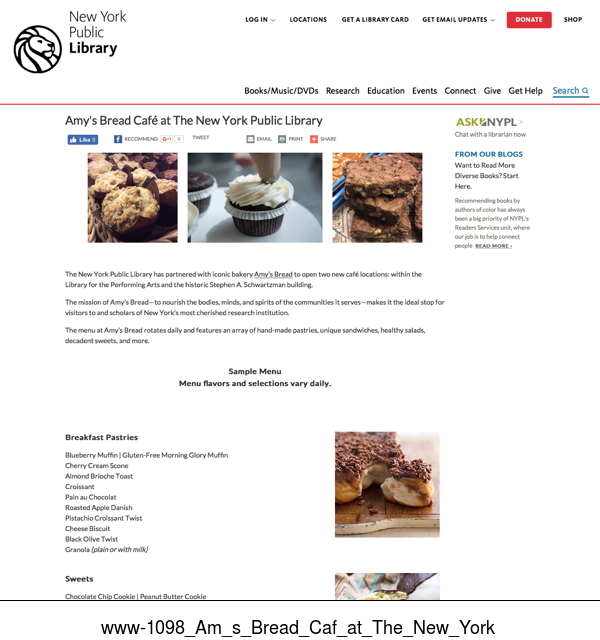 New York
Public
Library
LOG IN
LOCATIONS
GET A LIBRARY CARD
GET EMAIL UPDATES
DONATE
SHOP
Books/Music/DVDs Research Education Events Connect Give Get Help Search
Amy's Bread Café at The New York Public Library
Like 0
RECOMMEND
G+1 0
TWEET
EMAIL
PRINT
SHARE
ASK NYPL >
Chat with a librarian now
FROM OUR BLOGS
Want to Read More
Diverse Books? Start
Here.
Recommending books by
authors of color has always
been a big priority of NYPL's
Readers Services unit, where
our job is to help connect
people READ MORE ›
The New York Public Library has partnered with iconic bakery Amy's Bread to open two new café locations: within the
Library for the Performing Arts and the historic Stephen A. Schwartzman building.
The mission of Amy's Bread—to nourish the bodies, minds, and spirits of the communities it serves—makes it the ideal stop for
visitors to and scholars of New York's most cherished research institution.
The menu at Amy's Bread rotates daily and features an array of hand-made pastries, unique sandwiches, healthy salads,
decadent sweets, and more.
Sample Menu
Menu flavors and selections vary daily.
Breakfast Pastries
Blueberry Muffin | Gluten-Free Morning Glory Muffin
Cherry Cream Scone
Almond Brioche Toast
Croissant
Pain au Chocolat
Roasted Apple Danish
Pistachio Croissant Twist
Cheese Biscuit
Black Olive Twist
Granola (plain or with milk)
Sweets
Chocolate Chip Cookie | Peanut Butter Cookie
www-1098_Am_s_Bread_Caf_at_The_New_York